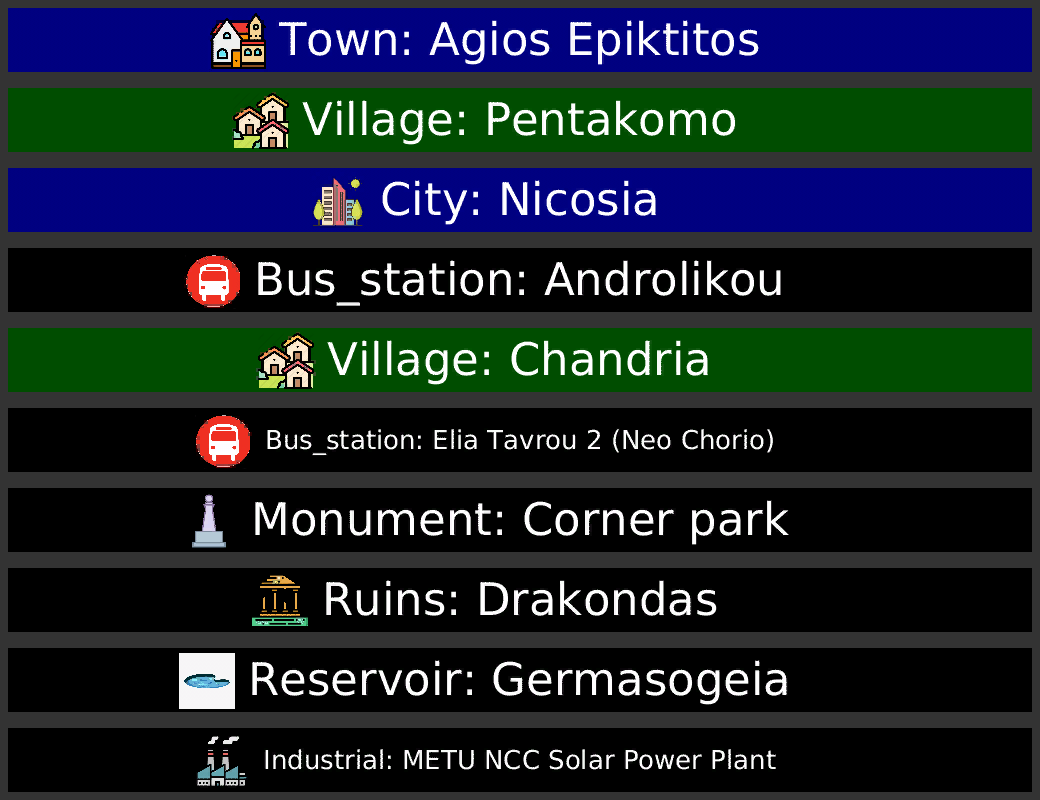 Town: Agios Epiktitos
Village: Pentakomo
City: Nicosia
Bus_station: Androlikou
Village: Chandria
Bus_station: Elia Tavrou 2 (Neo Chorio)
Monument: Corner park
Ruins: Drakondas
Reservoir: Germasogeia
Industrial: METU NCC Solar Power Plant